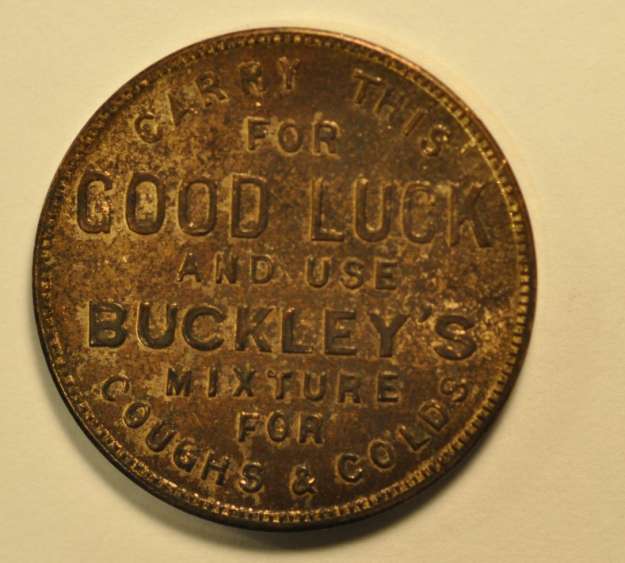 CARRY THIS
FOR
GOOD LUCK
AND USE
BUCKLEY'S
MIXTURE
FOR
COUGHS & COLDS